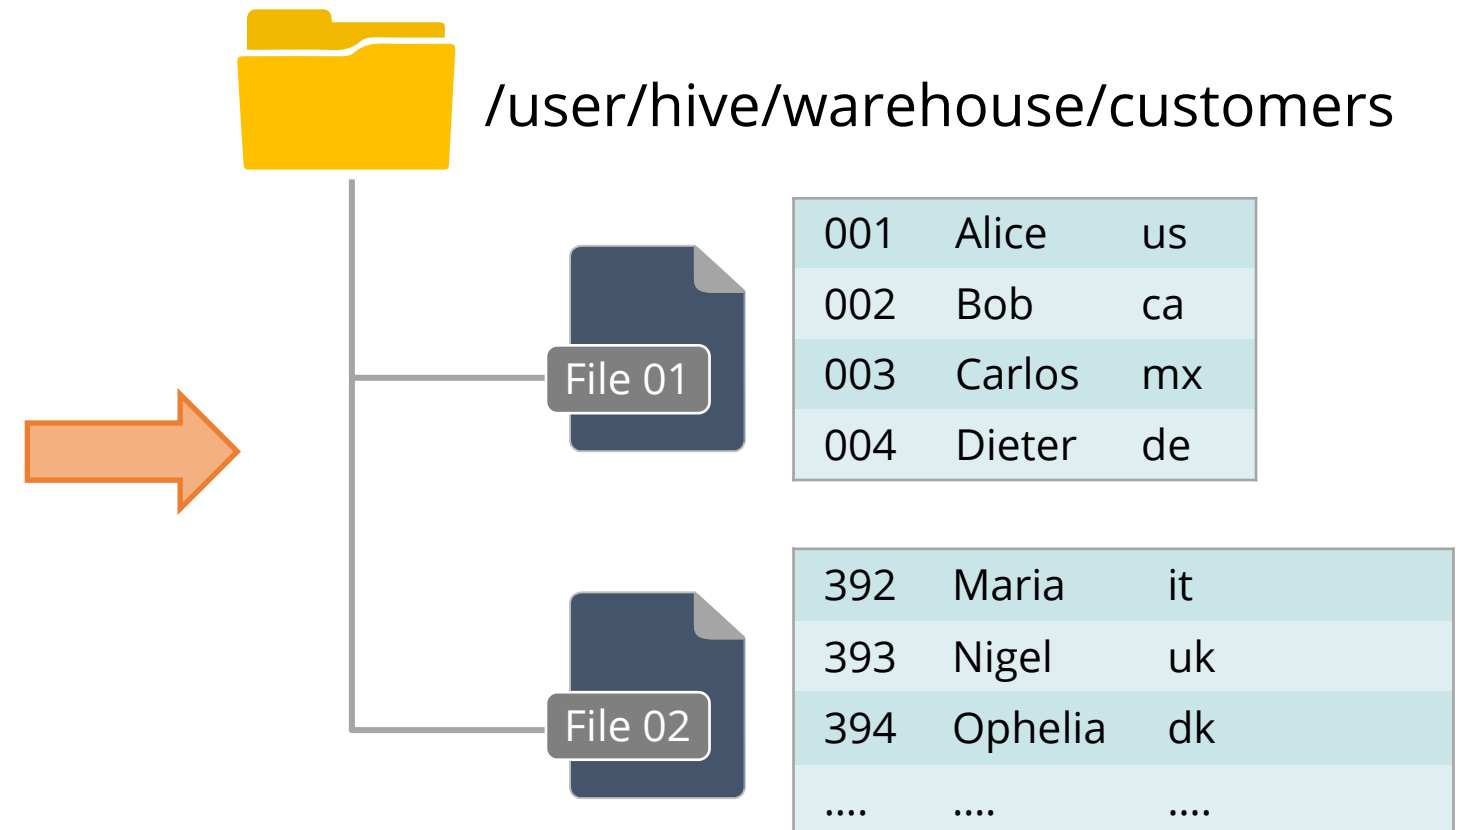 /user/hive/warehouse/customers
File 01
001 Alice us
002 Bob ca
003 Carlos mx
004 Dieter de
File 02
392 Maria it
393 Nigel uk
394 Ophelia dk
.... .... ....